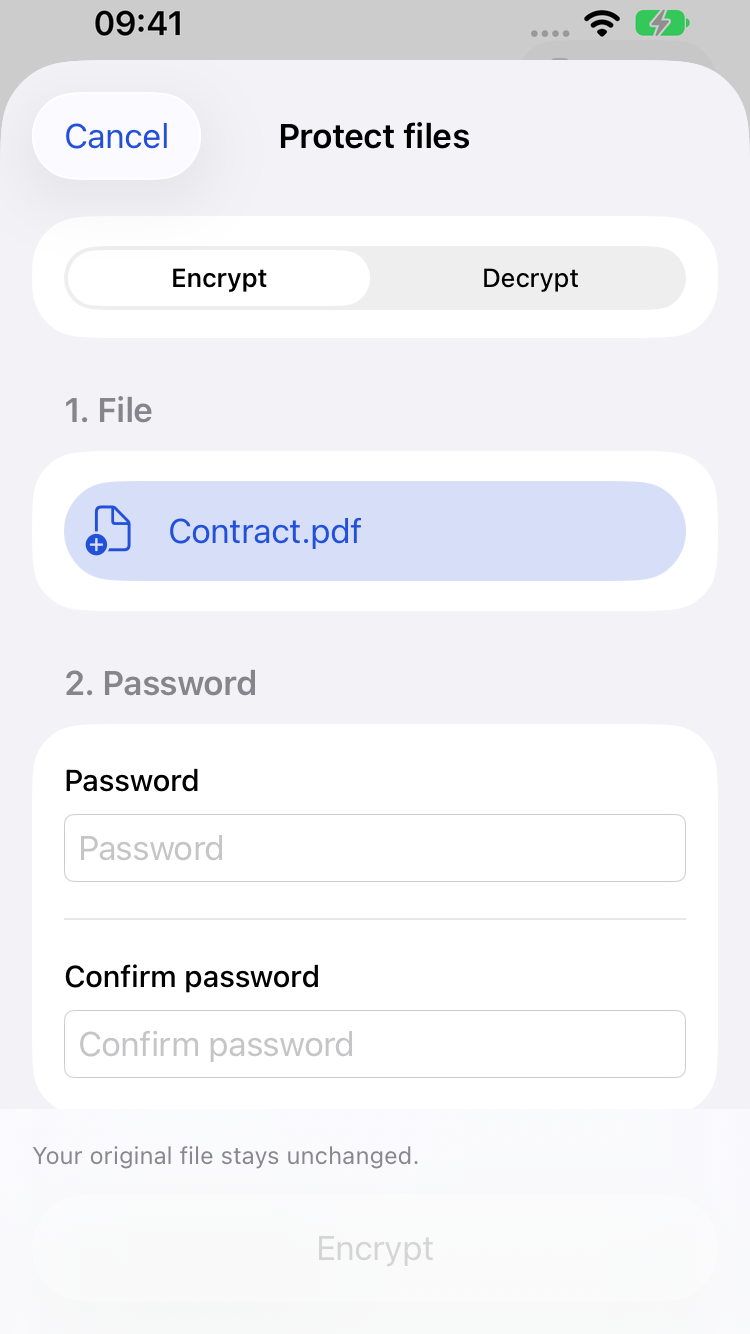 09:41
Cancel
Protect files
Encrypt
Decrypt
1. File
Contract.pdf
2. Password
Password
Password
Confirm password
Confirm password
Your original file stays unchanged.
Encrypt